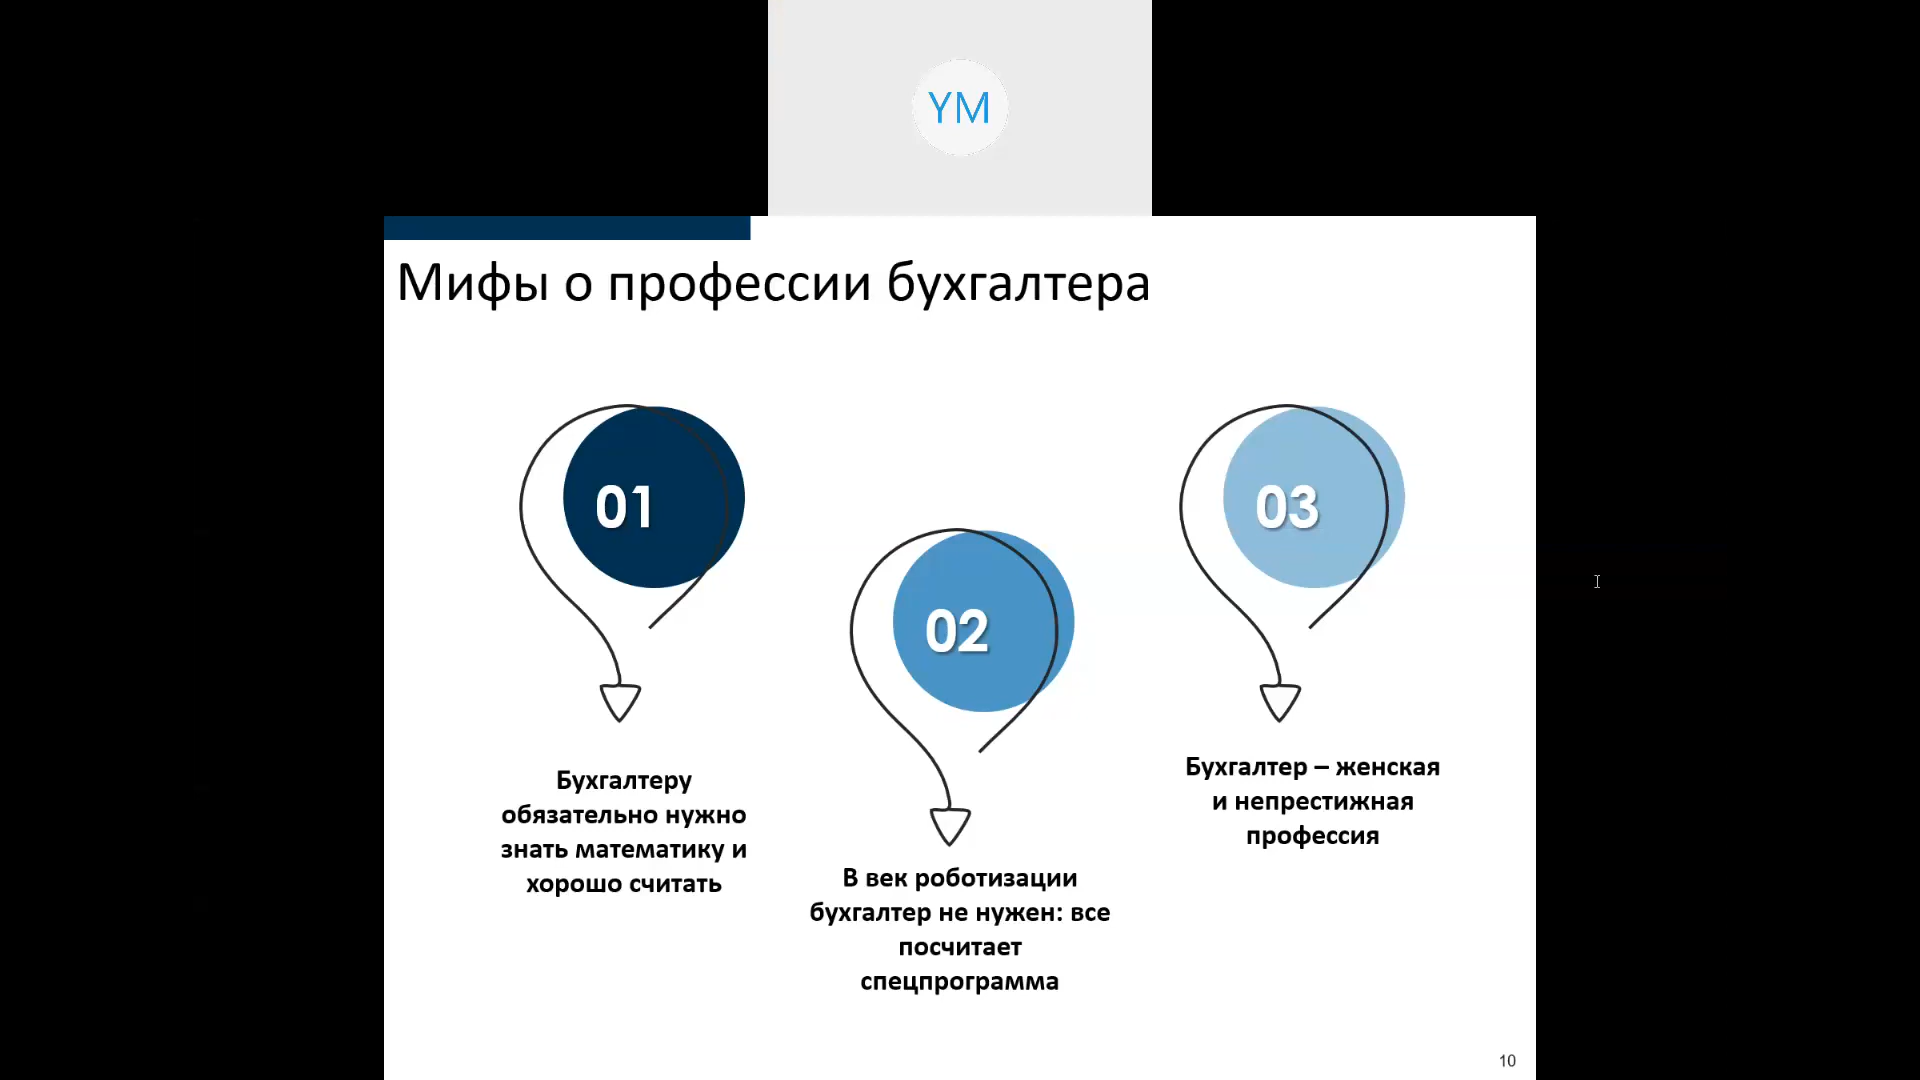 YM
Мифы о профессии бухгалтера
01
Бухгалтеру
обязательно нужно
знать математику и
хорошо считать
02
В век роботизации
бухгалтер не нужен: все
посчитает
спецпрограмма
03
Бухгалтер – женская
и непрестижная
профессия
10